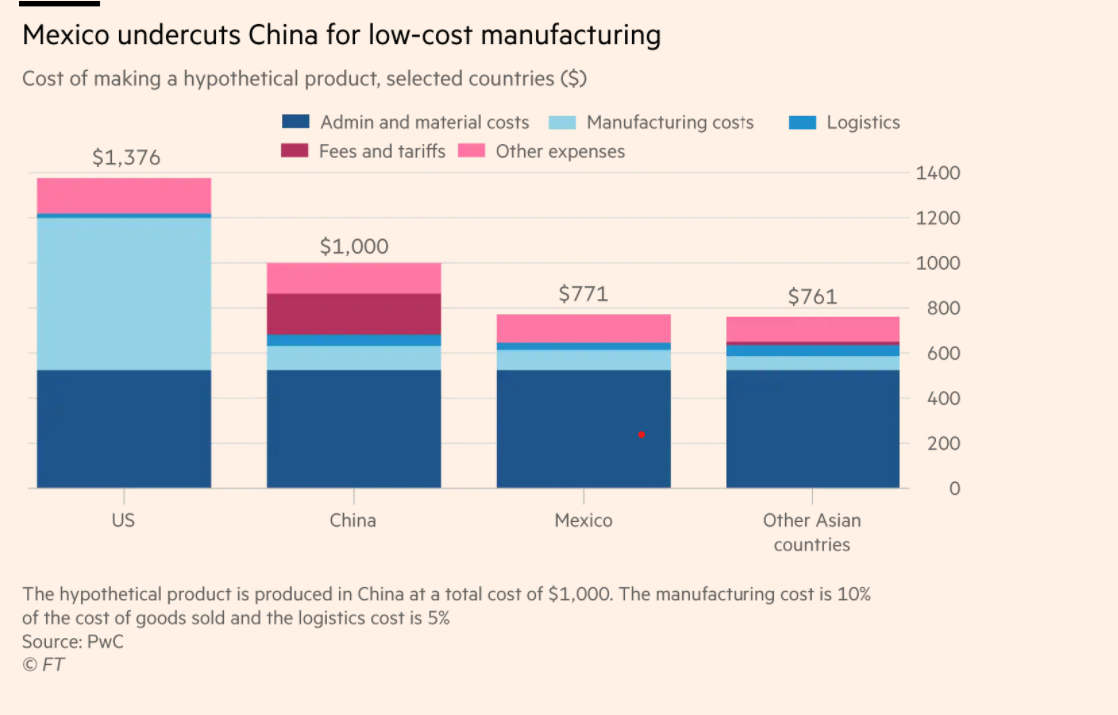 Mexico undercuts China for low-cost manufacturing
Cost of making a hypothetical product, selected countries ($)
Admin and material costs Manufacturing costs Logistics
Fees and tariffs Other expenses
$1,376
$1,000
$771
$761
1400
1200
1000
800
600
400
200
0
US
China
Mexico
Other Asian
countries
The hypothetical product is produced in China at a total cost of $1,000. The manufacturing cost is 10%
of the cost of goods sold and the logistics cost is 5%
Source: PwC
© FT